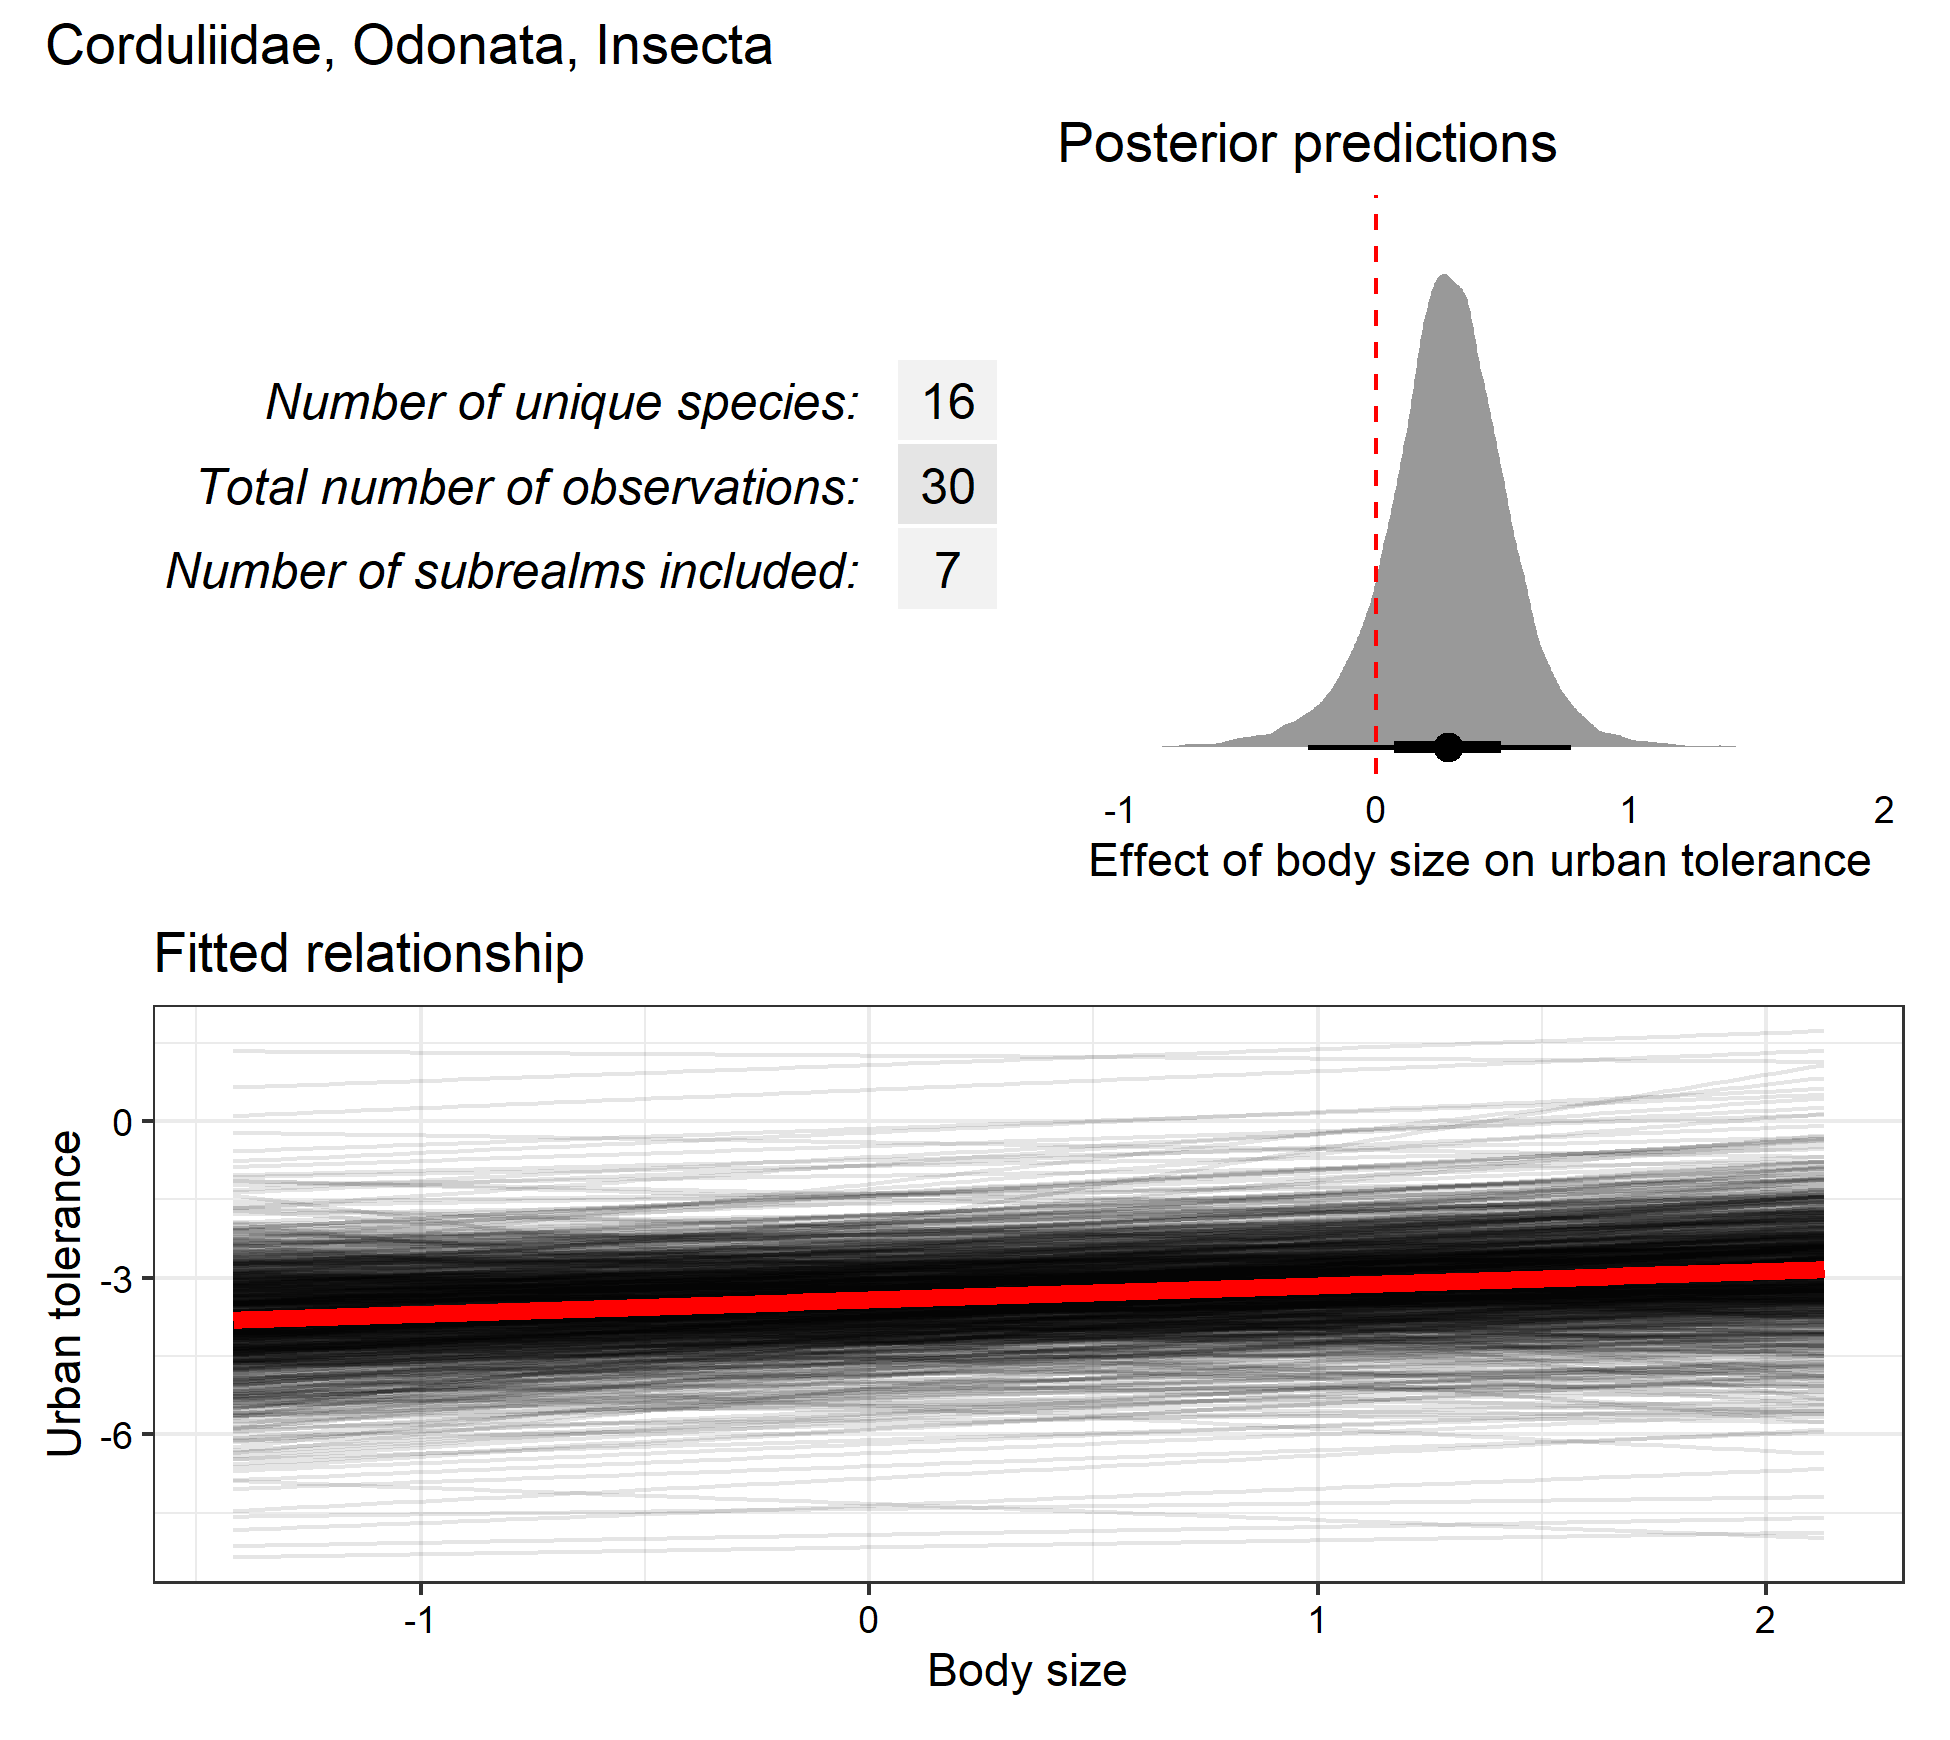 Corduliidae, Odonata, Insecta
Posterior predictions
Number of unique species: 16
Total number of observations: 30
Number of subrealms included: 7
-1 0 1 2
Effect of body size on urban tolerance
Fitted relationship
Urban tolerance
0
-3
-6
-1 0 1 2
Body size